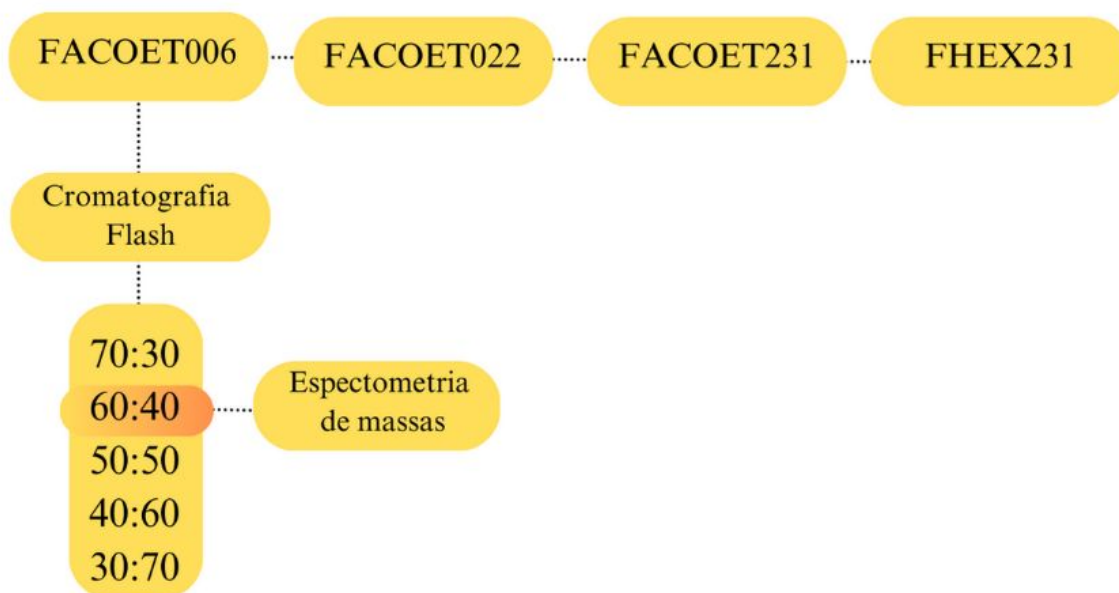 FACOET006
FACOET022
FACOET231
FHEX231
Cromatografia
Flash
70:30
60:40
50:50
40:60
30:70
Espectometria
de massas